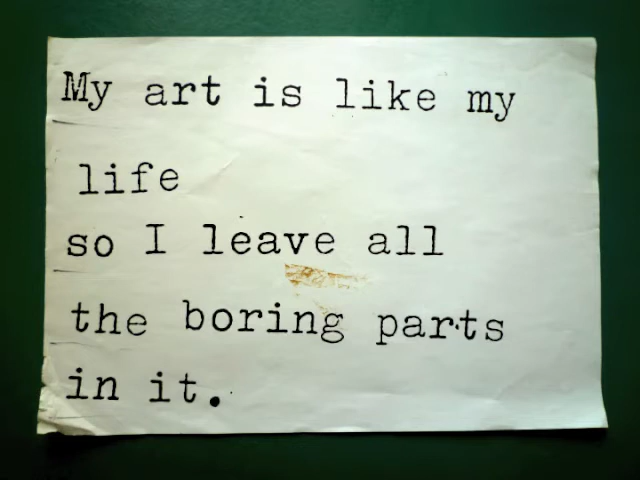 My art is like my
life
so I leave all
the boring parts
in it.